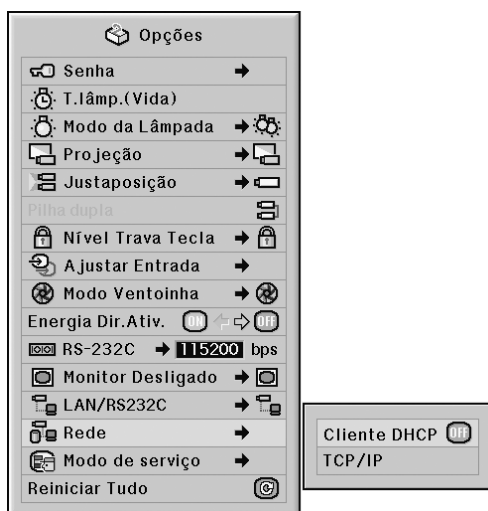 Opções
Senha
T.lâmp.(Vida)
Modo da Lâmpada
Projeção
Justaposição
Pilha dupla
Nível Trava Tecla
Ajustar Entrada
Modo Ventoinha
Energia Dir.Ativ. ON OFF
RS-232C 115200 bps
Monitor Desligado
LAN/RS232C
Rede
Cliente DHCP OFF
TCP/IP
Modo de serviço
Reiniciar Tudo